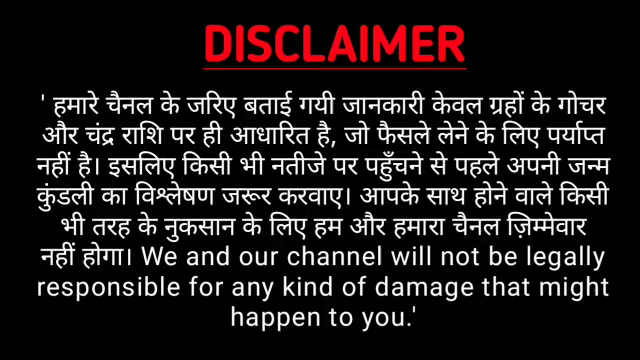 DISCLAIMER
' हमारे चैनल के जरिए बताई गयी जानकारी केवल ग्रहों के गोचर
और चंद्र राशि पर ही आधारित है, जो फैसले लेने के लिए पर्याप्त
नहीं है। इसलिए किसी भी नतीजे पर पहुँचने से पहले अपनी जन्म
कुंडली का विश्लेषण जरूर करवाए। आपके साथ होने वाले किसी
भी तरह के नुकसान के लिए हम और हमारा चैनल ज़िम्मेवार
नहीं होगा। We and our channel will not be legally
responsible for any kind of damage that might
happen to you.'